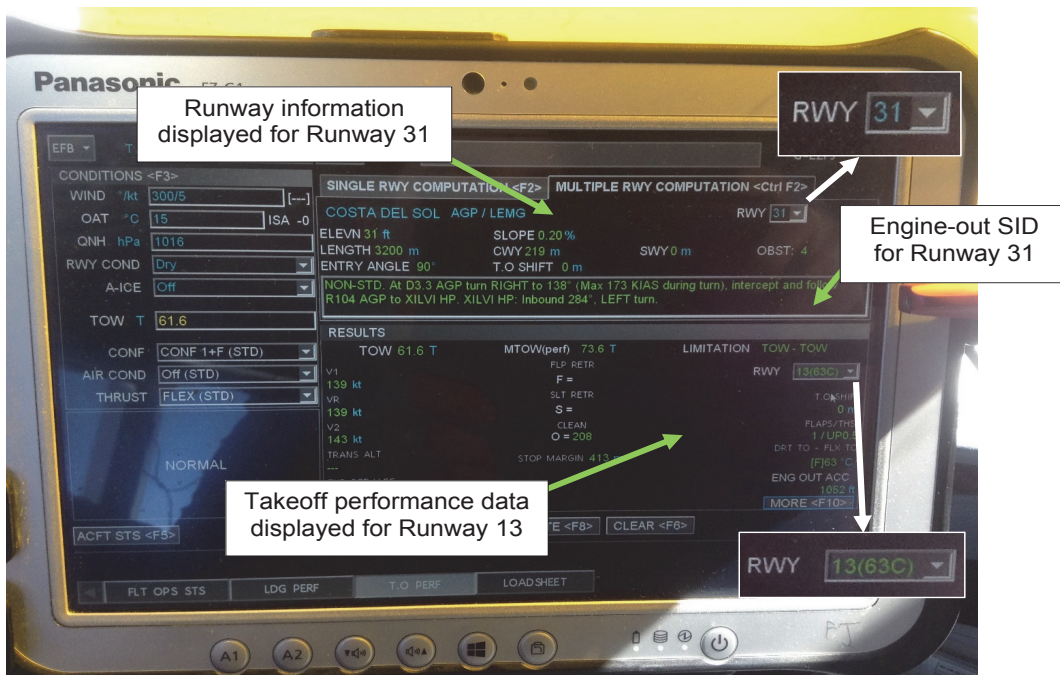 Panasonic
Runway information
displayed for Runway 31
RWY 31
Engine-out SID
for Runway 31
EFB
CONDITIONS <F3>
WIND °/kt 300/5 [---]
OAT °C 15 ISA -0
QNH hPa 1016
RWY COND Dry
A-ICE Off
TOW T 61.6
CONF CONF 1+F (STD)
AIR COND Off (STD)
THRUST FLEX (STD)
NORMAL
ACFT STS <F5>
SINGLE RWY COMPUTATION <F2> MULTIPLE RWY COMPUTATION <Ctrl F2>
COSTA DEL SOL AGP / LEMG RWY 31
ELEVN 31 ft SLOPE 0.20 %
LENGTH 3200 m CWY 219 m SWY 0 m OBST: 4
ENTRY ANGLE 90° T.O SHIFT 0 m
NON-STD. At D3.3 AGP turn RIGHT to 138° (Max 173 KIAS during turn), intercept and follow
R104 AGP to XILVI HP. XILVI HP: Inbound 284°, LEFT turn.
RESULTS
TOW 61.6 T MTOW(perf) 73.6 T LIMITATION TOW - TOW
RWY 13(63C)
V1
139 kt
VR
139 kt
V2
143 kt
TRANS ALT
---
FLP RETR
F =
SLT RETR
S =
CLEAN
O = 208
STOP MARGIN 413
T.O SHIFT
0 m
FLAPS/THS
1 / UP0.5
DRT TO - FLX TO
[F]63 °C
ENG OUT ACC
1052 ft
MORE <F10>
Takeoff performance data
displayed for Runway 13
<F8> CLEAR <F6>
RWY 13(63C)
FLT OPS STS LDG PERF T.O PERF LOADSHEET
A1 A2